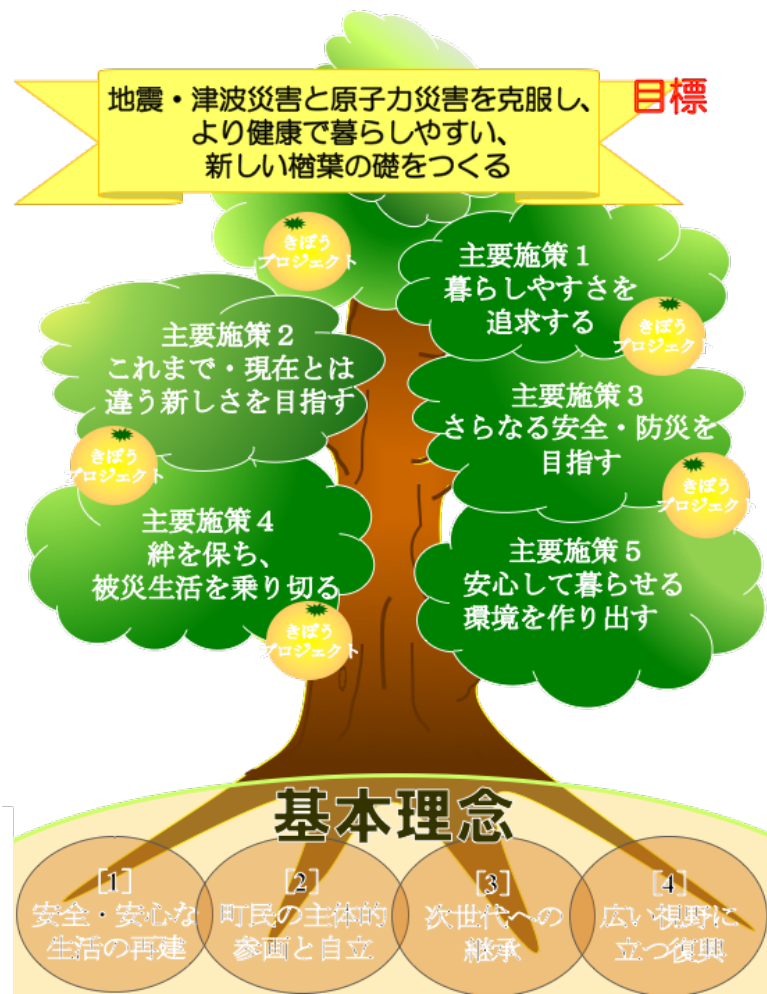 地震・津波災害と原子力災害を克服し、
より健康で暮らしやすい、
新しい楢葉の礎をつくる
目標
きぼう
プロジェクト
主要施策1
暮らしやすさを
追求する
きぼう
プロジェクト
主要施策2
これまで・現在とは
違う新しさを目指す
きぼう
プロジェクト
主要施策3
さらなる安全・防災を
目指す
きぼう
プロジェクト
主要施策4
絆を保ち、
被災生活を乗り切る
きぼう
プロジェクト
主要施策5
安心して暮らせる
環境を作り出す
基本理念
[1]
安全・安心な
生活の再建
[2]
町民の主体的
参画と自立
[3]
次世代への
継承
[4]
広い視野に
立つ復興